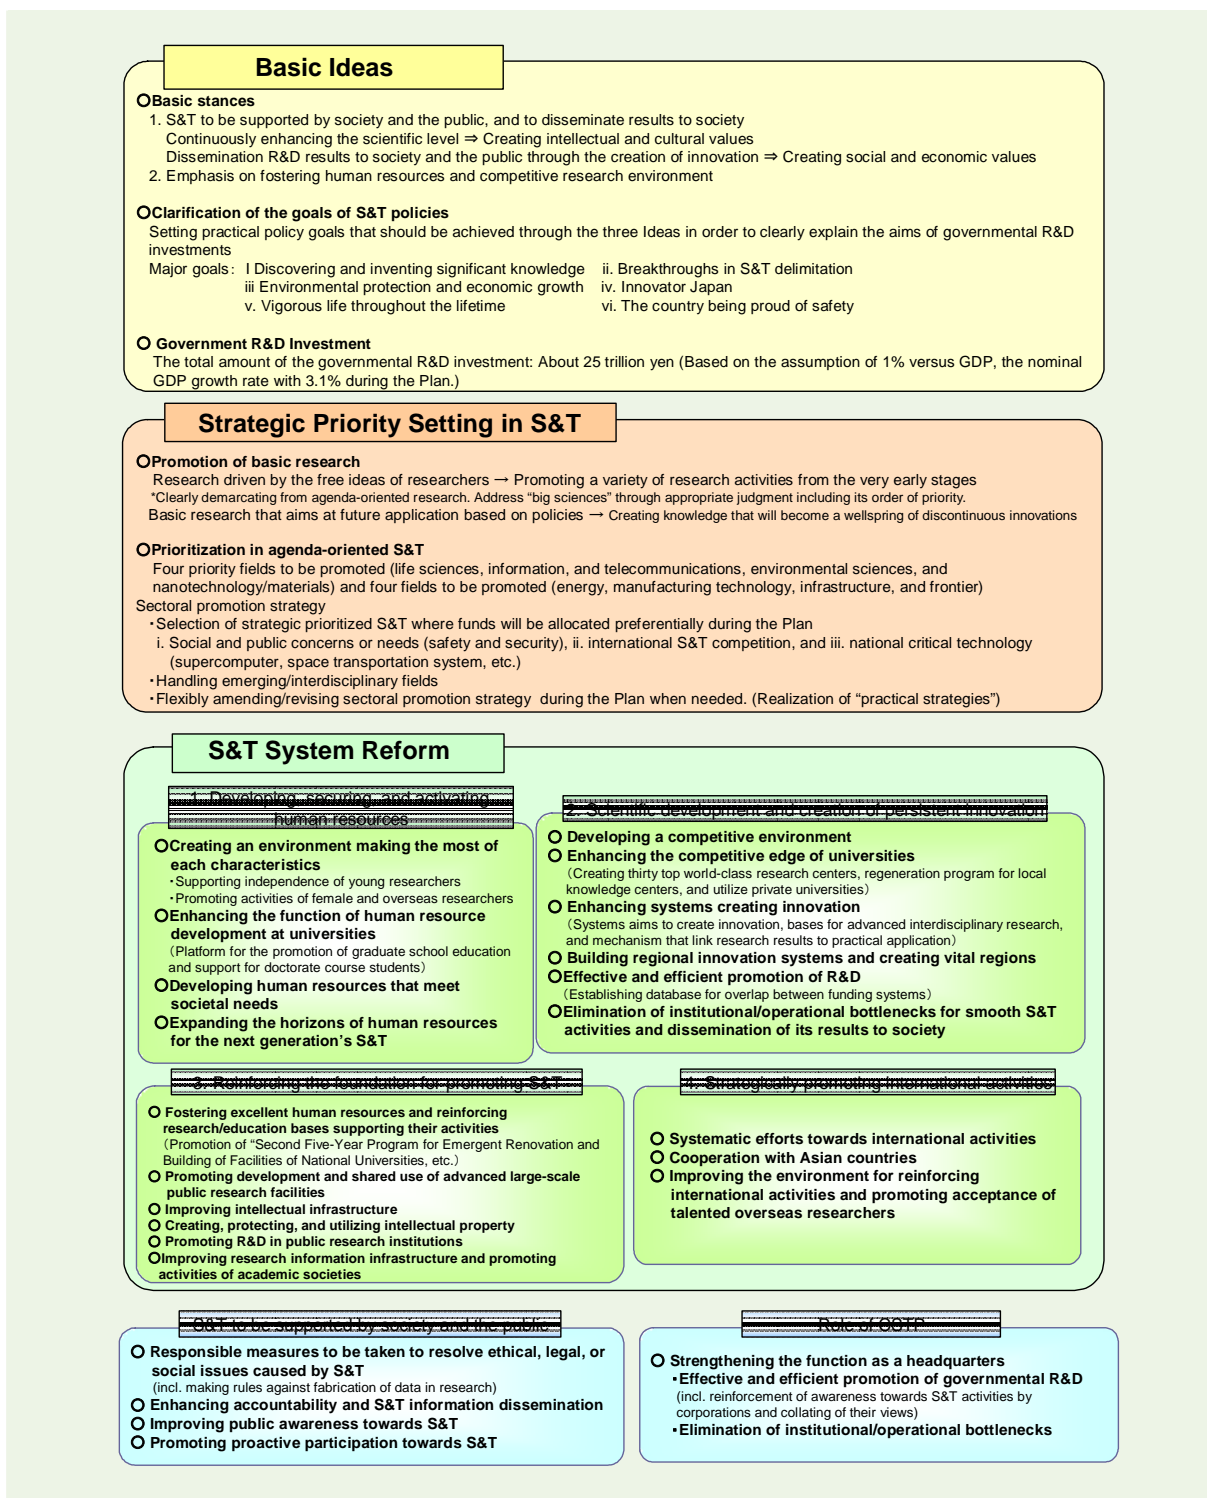 Basic Ideas
○Basic stances
1. S&T to be supported by society and the public, and to disseminate results to society
Continuously enhancing the scientific level ⇒ Creating intellectual and cultural values
Dissemination R&D results to society and the public through the creation of innovation ⇒ Creating social and economic values
2. Emphasis on fostering human resources and competitive research environment
○Clarification of the goals of S&T policies
Setting practical policy goals that should be achieved through the three Ideas in order to clearly explain the aims of governmental R&D
investments
Major goals: I Discovering and inventing significant knowledge ii. Breakthroughs in S&T delimitation
iii Environmental protection and economic growth iv. Innovator Japan
v. Vigorous life throughout the lifetime vi. The country being proud of safety
○ Government R&D Investment
The total amount of the governmental R&D investment: About 25 trillion yen (Based on the assumption of 1% versus GDP, the nominal
GDP growth rate with 3.1% during the Plan.)
Strategic Priority Setting in S&T
○Promotion of basic research
Research driven by the free ideas of researchers → Promoting a variety of research activities from the very early stages
*Clearly demarcating from agenda-oriented research. Address “big sciences” through appropriate judgment including its order of priority.
Basic research that aims at future application based on policies → Creating knowledge that will become a wellspring of discontinuous innovations
○Prioritization in agenda-oriented S&T
Four priority fields to be promoted (life sciences, information, and telecommunications, environmental sciences, and
nanotechnology/materials) and four fields to be promoted (energy, manufacturing technology, infrastructure, and frontier)
Sectoral promotion strategy
・Selection of strategic prioritized S&T where funds will be allocated preferentially during the Plan
i. Social and public concerns or needs (safety and security), ii. international S&T competition, and iii. national critical technology
(supercomputer, space transportation system, etc.)
・Handling emerging/interdisciplinary fields
・Flexibly amending/revising sectoral promotion strategy during the Plan when needed. (Realization of “practical strategies”)
S&T System Reform
1. Developing, securing, and activating
human resources
○Creating an environment making the most of
each characteristics
・Supporting independence of young researchers
・Promoting activities of female and overseas researchers
○Enhancing the function of human resource
development at universities
（Platform for the promotion of graduate school education
and support for doctorate course students）
○Developing human resources that meet
societal needs
○Expanding the horizons of human resources
for the next generation’s S&T
2. Scientific development and creation of persistent innovation
○ Developing a competitive environment
○ Enhancing the competitive edge of universities
（Creating thirty top world-class research centers, regeneration program for local
knowledge centers, and utilize private universities）
○ Enhancing systems creating innovation
（Systems aims to create innovation, bases for advanced interdisciplinary research,
and mechanism that link research results to practical application）
○ Building regional innovation systems and creating vital regions
○Effective and efficient promotion of R&D
（Establishing database for overlap between funding systems）
○Elimination of institutional/operational bottlenecks for smooth S&T
activities and dissemination of its results to society
3. Reinforcing the foundation for promoting S&T
○ Fostering excellent human resources and reinforcing
research/education bases supporting their activities
（Promotion of “Second Five-Year Program for Emergent Renovation and
Building of Facilities of National Universities, etc.）
○ Promoting development and shared use of advanced large-scale
public research facilities
○ Improving intellectual infrastructure
○ Creating, protecting, and utilizing intellectual property
○ Promoting R&D in public research institutions
○Improving research information infrastructure and promoting
activities of academic societies
4. Strategically promoting international activities
○ Systematic efforts towards international activities
○ Cooperation with Asian countries
○ Improving the environment for reinforcing
international activities and promoting acceptance of
talented overseas researchers
S&T to be supported by society and the public
○ Responsible measures to be taken to resolve ethical, legal, or
social issues caused by S&T
(incl. making rules against fabrication of data in research)
○ Enhancing accountability and S&T information dissemination
○ Improving public awareness towards S&T
○ Promoting proactive participation towards S&T
Role of CSTP
○ Strengthening the function as a headquarters
・Effective and efficient promotion of governmental R&D
(incl. reinforcement of awareness towards S&T activities by
corporations and collating of their views)
・Elimination of institutional/operational bottlenecks